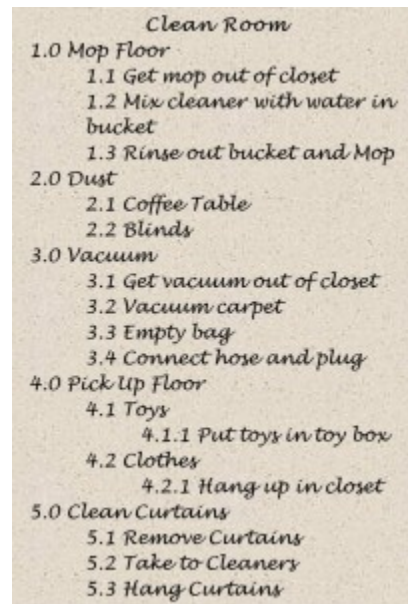 Clean Room
1.0 Mop Floor
1.1 Get mop out of closet
1.2 Mix cleaner with water in
bucket
1.3 Rinse out bucket and Mop
2.0 Dust
2.1 Coffee Table
2.2 Blinds
3.0 Vacuum
3.1 Get vacuum out of closet
3.2 Vacuum carpet
3.3 Empty bag
3.4 Connect hose and plug
4.0 Pick Up Floor
4.1 Toys
4.1.1 Put toys in toy box
4.2 Clothes
4.2.1 Hang up in closet
5.0 Clean Curtains
5.1 Remove Curtains
5.2 Take to Cleaners
5.3 Hang Curtains